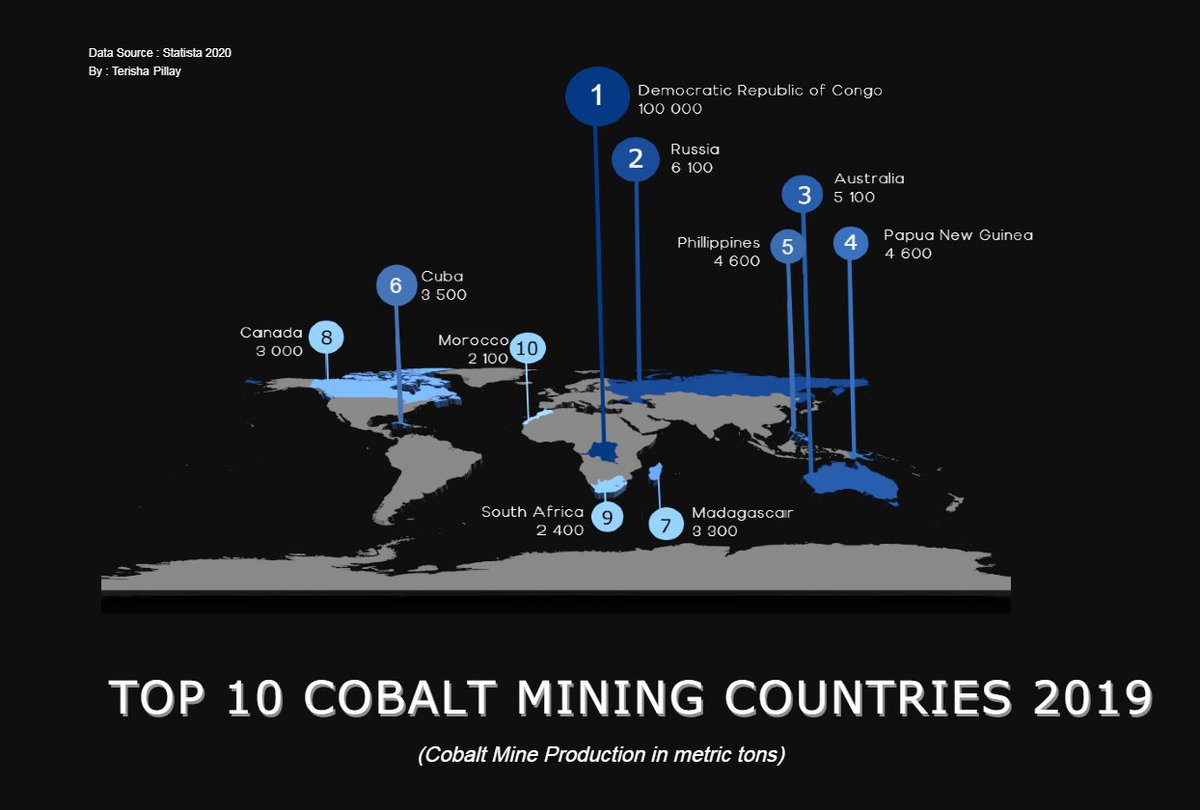 Data Source : Statista 2020
By : Terisha Pillay
1
Democratic Republic of Congo
100 000
2
Russia
6 100
3
Australia
5 100
4
Papua New Guinea
4 600
5
Phillippines
4 600
6
Cuba
3 500
8
Canada
3 000
10
Morocco
2 100
9
South Africa
2 400
7
Madagascar
3 300
TOP 10 COBALT MINING COUNTRIES 2019
(Cobalt Mine Production in metric tons)